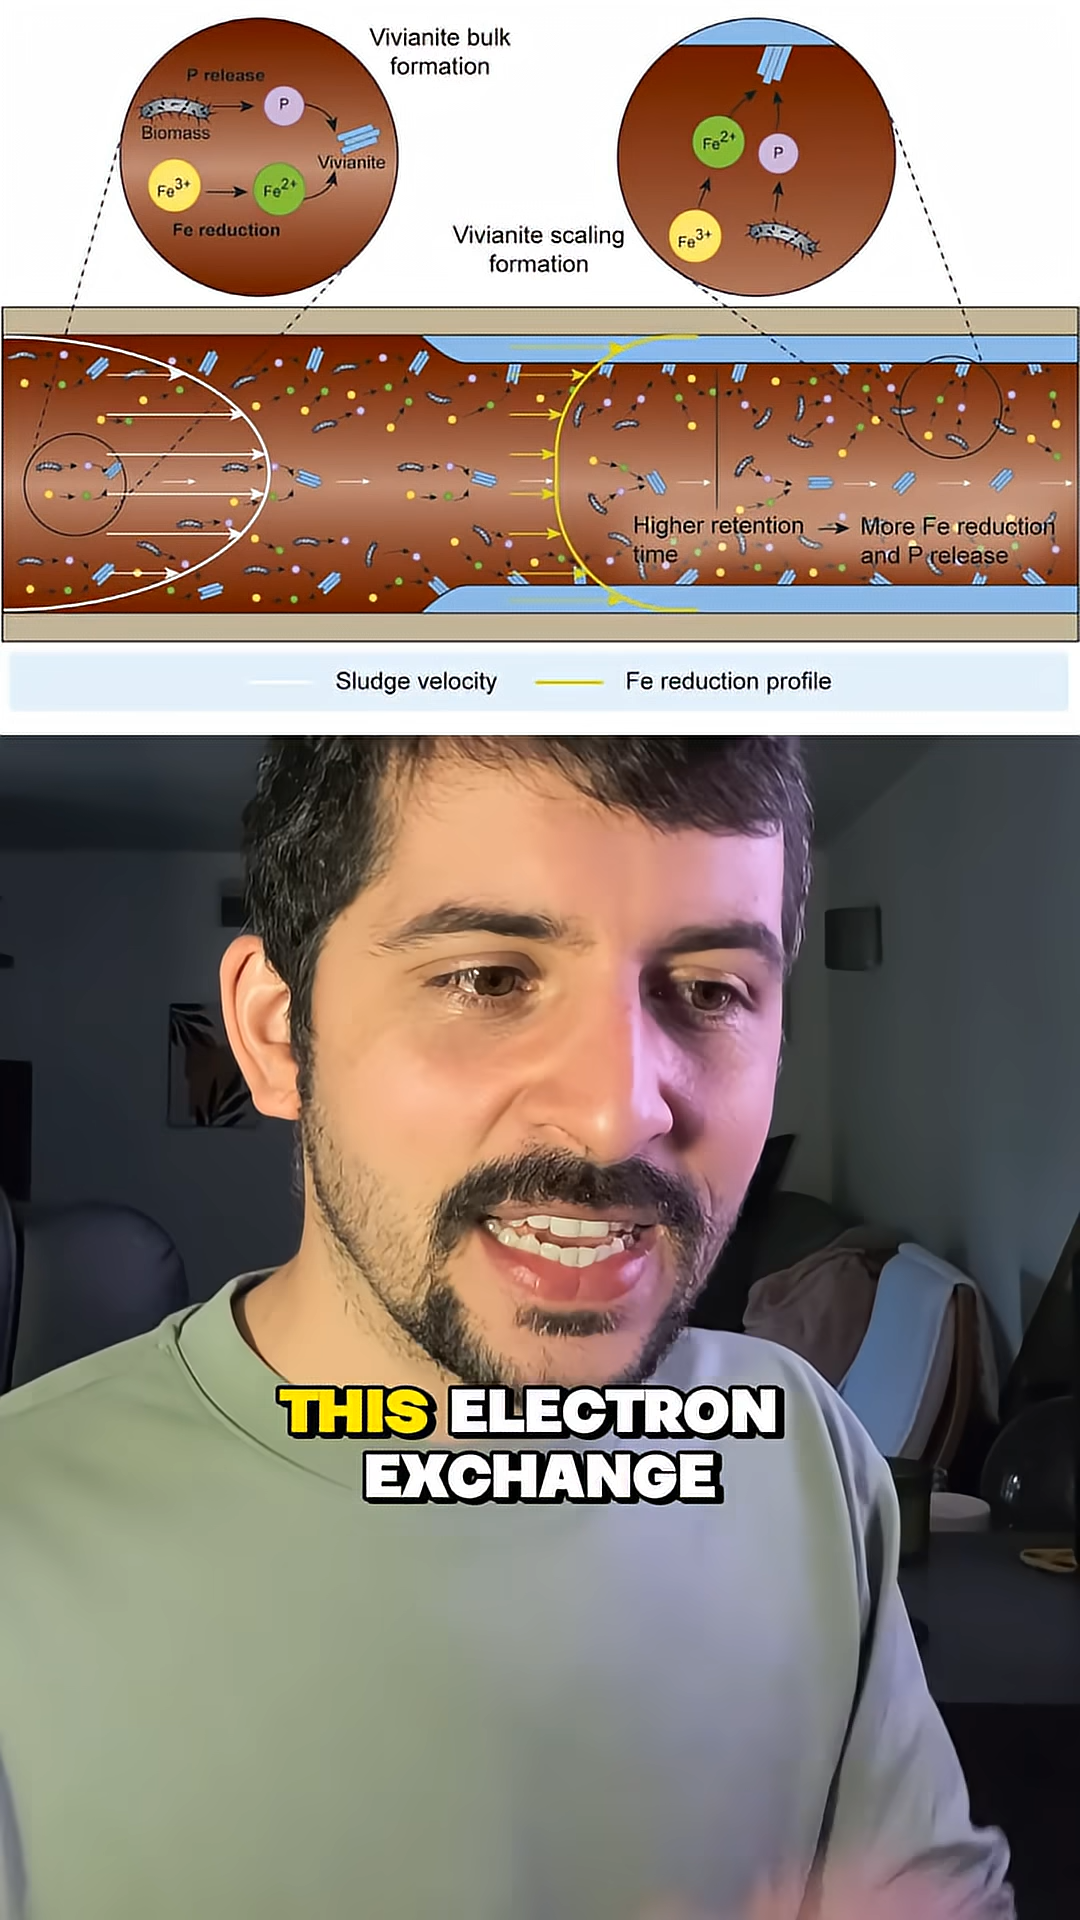 Vivianite bulk
formation
P release
P
Biomass
Vivianite
Fe3+
Fe2+
Fe reduction
Fe2+
P
Fe3+
Vivianite scaling
formation
Higher retention
time
More Fe reduction
and P release
Sludge velocity
Fe reduction profile
THIS ELECTRON
EXCHANGE